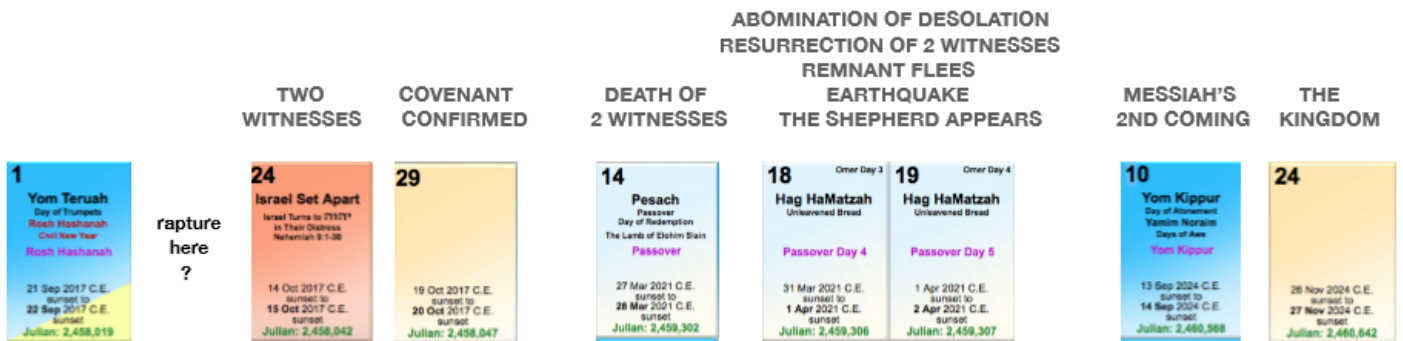 ABOMINATION OF DESOLATION
RESURRECTION OF 2 WITNESSES
REMNANT FLEES
EARTHQUAKE
THE SHEPHERD APPEARS
TWO
WITNESSES
COVENANT
CONFIRMED
DEATH OF
2 WITNESSES
MESSIAH'S
2ND COMING
THE
KINGDOM
1
Yom Teruah
Day of Trumpets
Rosh Hashanah
Civil New Year
Rosh Hashanah
21 Sep 2017 C.E.
sunset to
22 Sep 2017 C.E.
sunset
Julian: 2,458,019
rapture
here
?
24
Israel Set Apart
Israel Turns to יהוה
in Their Distress
Nehemiah 9:1-38
14 Oct 2017 C.E.
sunset to
15 Oct 2017 C.E.
sunset
Julian: 2,458,042
29
19 Oct 2017 C.E.
sunset to
20 Oct 2017 C.E.
sunset
Julian: 2,458,047
14
Pesach
Passover
Day of Redemption
The Lamb of Elohim Slain
Passover
27 Mar 2021 C.E.
sunset to
28 Mar 2021 C.E.
sunset
Julian: 2,459,302
18 Omer Day 3
Hag HaMatzah
Unleavened Bread
Passover Day 4
31 Mar 2021 C.E.
sunset to
1 Apr 2021 C.E.
sunset
Julian: 2,459,306
19 Omer Day 4
Hag HaMatzah
Unleavened Bread
Passover Day 5
1 Apr 2021 C.E.
sunset to
2 Apr 2021 C.E.
sunset
Julian: 2,459,307
10
Yom Kippur
Day of Atonement
Yamim Noraim
Days of Awe
Yom Kippur
13 Sep 2024 C.E.
sunset to
14 Sep 2024 C.E.
sunset
Julian: 2,460,568
24
26 Nov 2024 C.E.
sunset to
27 Nov 2024 C.E.
sunset
Julian: 2,460,642